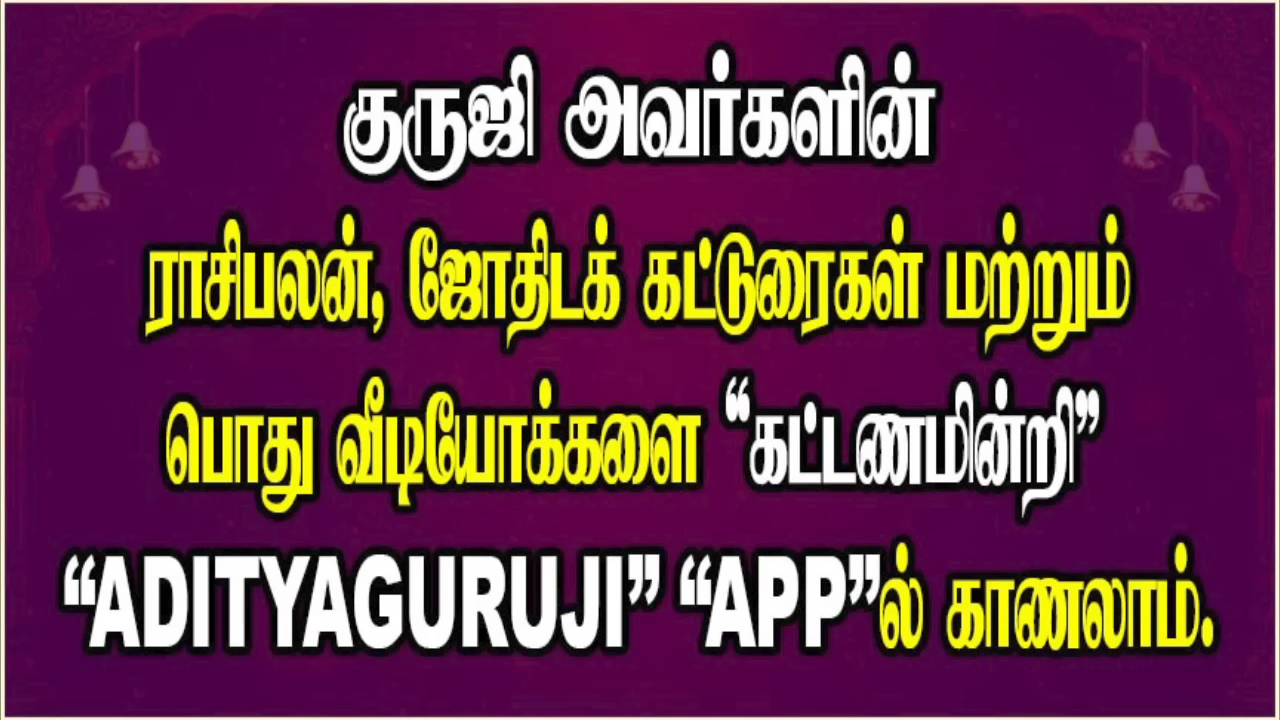 குருஜி அவர்களின்
ராசிபலன், ஜோதிடக் கட்டுரைகள் மற்றும்
பொது வீடியோக்களை “கட்டணமின்றி”
“ADITYAGURUJI” “APP”ல் காணலாம்.